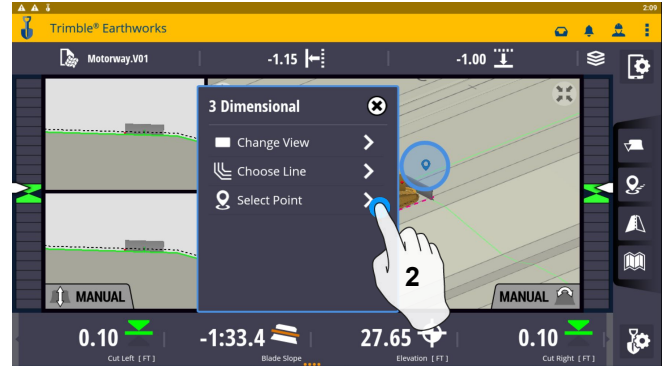 2:09
Trimble® Earthworks
Motorway.V01
-1.15
-1.00
3 Dimensional
Change View
Choose Line
Select Point
2
MANUAL
MANUAL
0.10
-1:33.4
27.65
0.10
Cut Left [ FT ]
Blade Slope
Elevation [ FT ]
Cut Right [ FT ]